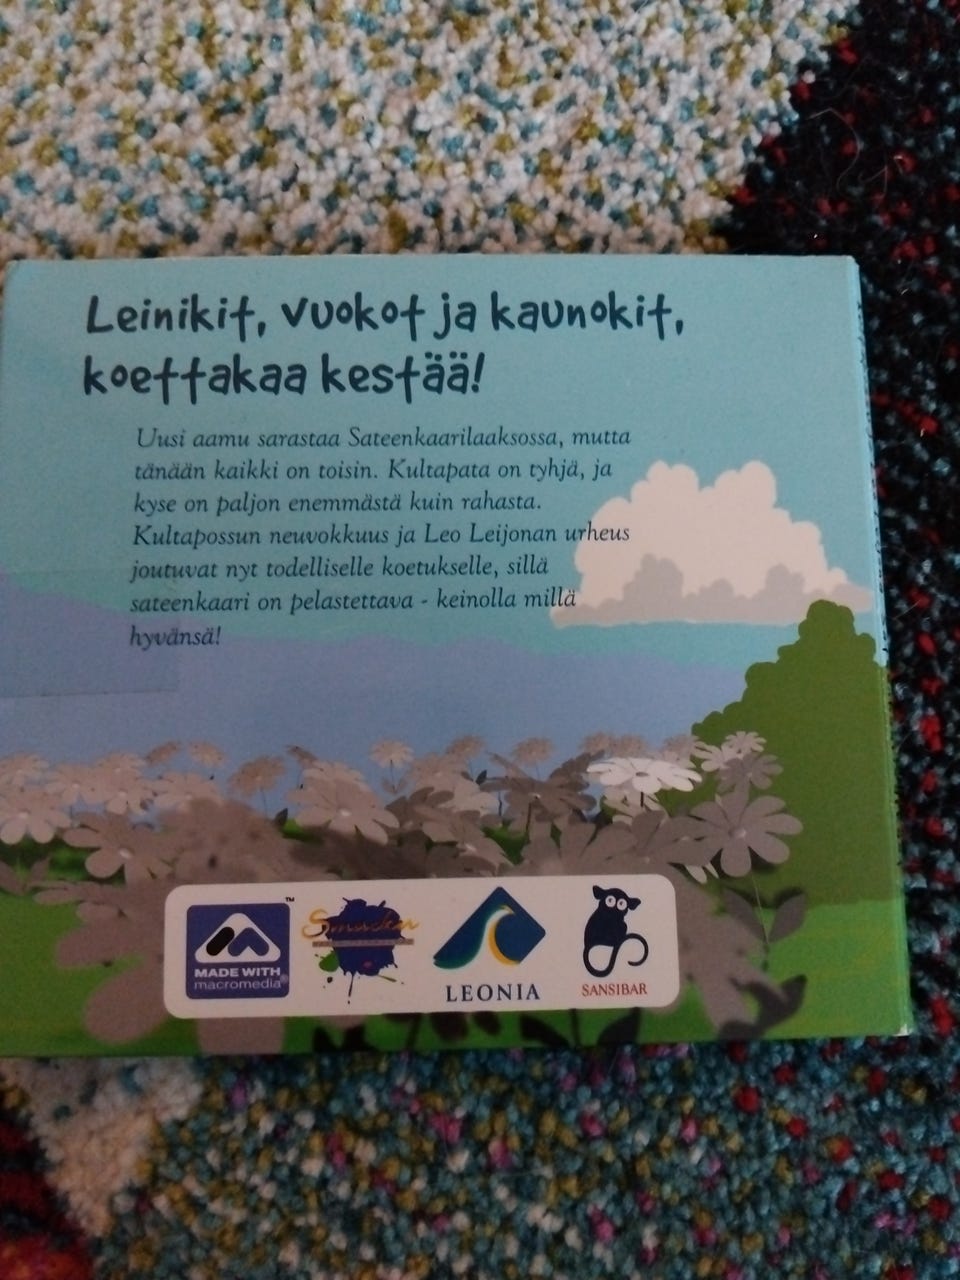 Leinikit, vuokot ja kaunokit,
koettakaa kestää!
Uusi aamu sarastaa Sateenkaarilaaksossa, mutta
tänään kaikki on toisin. Kultapata on tyhjä, ja
kyse on paljon enemmästä kuin rahasta.
Kultapossun neuvokkuus ja Leo Leijonan urheus
joutuvat nyt todelliselle koetukselle, sillä
sateenkaari on pelastettava - keinolla millä
hyvänsä!
MADE WITH
macromedia®
™
LEONIA
SANSIBAR